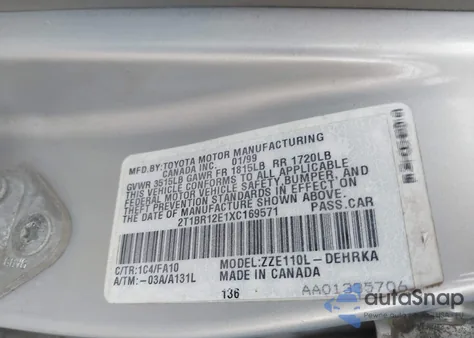 MFD.BY:TOYOTA MOTOR MANUFACTURING
CANADA INC. 01/99
GVWR 3515LB GAWR FR 1815LB RR 1720LB
THIS VEHICLE CONFORMS TO ALL APPLICABLE
FEDERAL MOTOR VEHICLE SAFETY, BUMPER, AND
THEFT PREVENTION STANDARDS IN EFFECT ON
THE DATE OF MANUFACTURE SHOWN ABOVE.
2T1BR12E1XC169571 PASS.CAR
C/TR:1C4/FA10 MODEL:ZZE110L-DEHRKA
A/TM:-03A/A131L MADE IN CANADA
136
autoSnap
Powered by